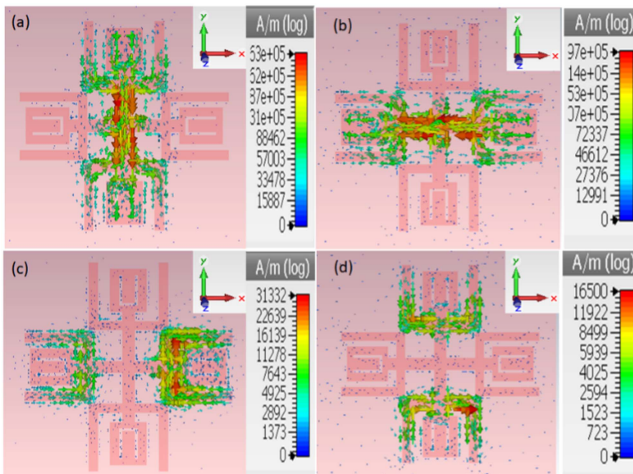 (a)
y
x
z
A/m (log)
53e+05
52e+05
37e+05
31e+05
88462
57003
33478
15887
0
(b)
y
x
z
A/m (log)
07e+05
14e+05
53e+05
07e+05
72337
46612
27376
12991
0
(c)
y
x
z
A/m (log)
31332
22639
16139
11278
7643
4925
2892
1373
0
(d)
y
x
z
A/m (log)
16500
11922
8499
5939
4025
2594
1523
723
0